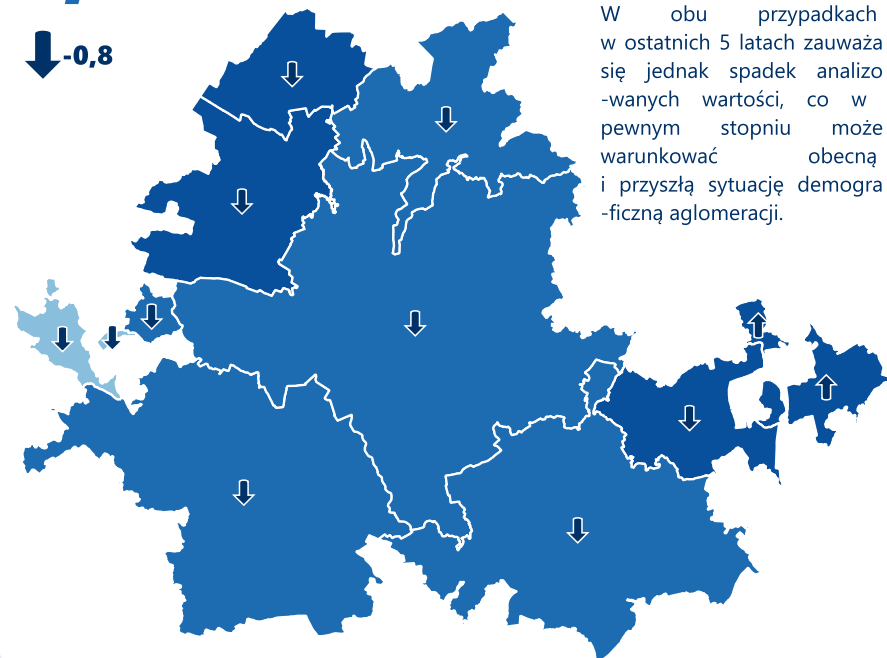 -0,8
W obu przypadkach
w ostatnich 5 latach zauważa
się jednak spadek analizo
-wanych wartości, co w
pewnym stopniu może
warunkować obecną
i przyszłą sytuację demogra
-ficzną aglomeracji.